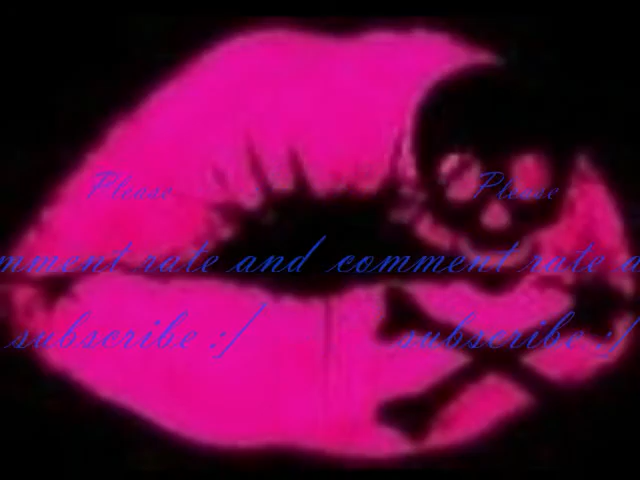 Please Please
mment rate and comment rate a
subscribe :/ subscribe :/